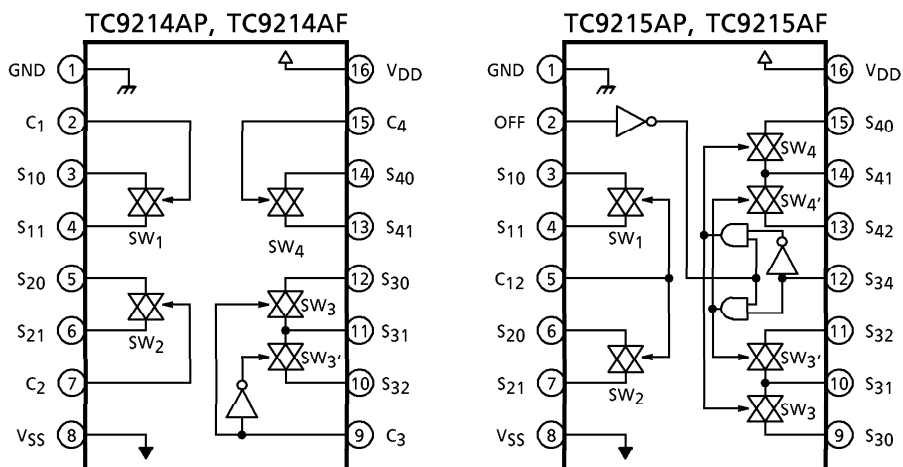 TC9214AP, TC9214AF
GND 1
16 VDD
C1 2
15 C4
S10 3
14 S40
SW1
SW4
S11 4
13 S41
S20 5
12 S30
SW3
SW2
S21 6
11 S31
SW3'
C2 7
10 S32
VSS 8
9 C3
TC9215AP, TC9215AF
GND 1
16 VDD
OFF 2
15 S40
SW4
S10 3
14 S41
SW4'
SW1
S11 4
13 S42
C12 5
12 S34
S20 6
11 S32
SW3'
SW2
S21 7
10 S31
SW3
VSS 8
9 S30